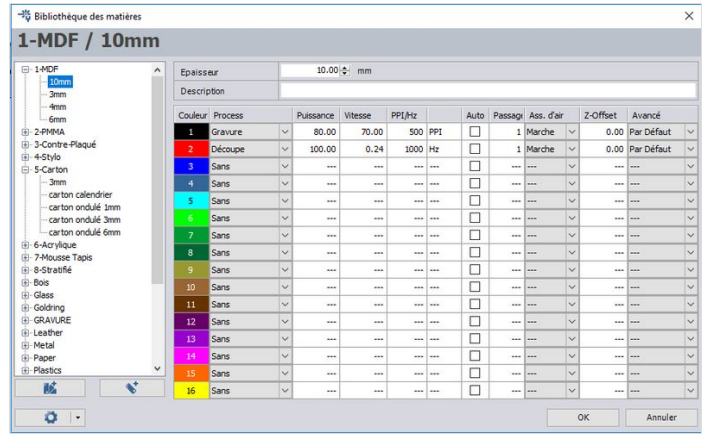 Bibliothèque des matières
1-MDF / 10mm
1-MDF
10mm
3mm
4mm
6mm
2-PMMA
3-Contre-Plaqué
4-Stylo
5-Carton
3mm
carton calendrier
carton ondulé 1mm
carton ondulé 3mm
carton ondulé 6mm
6-Acrylique
7-Mousse Tapis
8-Stratifié
Bois
Glass
Goldring
GRAVURE
Leather
Metal
Paper
Plastics
Epaisseur 10.00 mm
Description
Couleur Process Puissance Vitesse PPI/Hz Auto Passage Ass. d'air Z-Offset Avancé
1 Gravure 80.00 70.00 500 PPI 1 Marche 0.00 Par Défaut
2 Découpe 100.00 0.24 1000 Hz 1 Marche 0.00 Par Défaut
3 Sans --- --- --- --- --- --- --- ---
4 Sans --- --- --- --- --- --- --- ---
5 Sans --- --- --- --- --- --- --- ---
6 Sans --- --- --- --- --- --- --- ---
7 Sans --- --- --- --- --- --- --- ---
8 Sans --- --- --- --- --- --- --- ---
9 Sans --- --- --- --- --- --- --- ---
10 Sans --- --- --- --- --- --- --- ---
11 Sans --- --- --- --- --- --- --- ---
12 Sans --- --- --- --- --- --- --- ---
13 Sans --- --- --- --- --- --- --- ---
14 Sans --- --- --- --- --- --- --- ---
15 Sans --- --- --- --- --- --- --- ---
16 Sans --- --- --- --- --- --- --- ---
OK Annuler